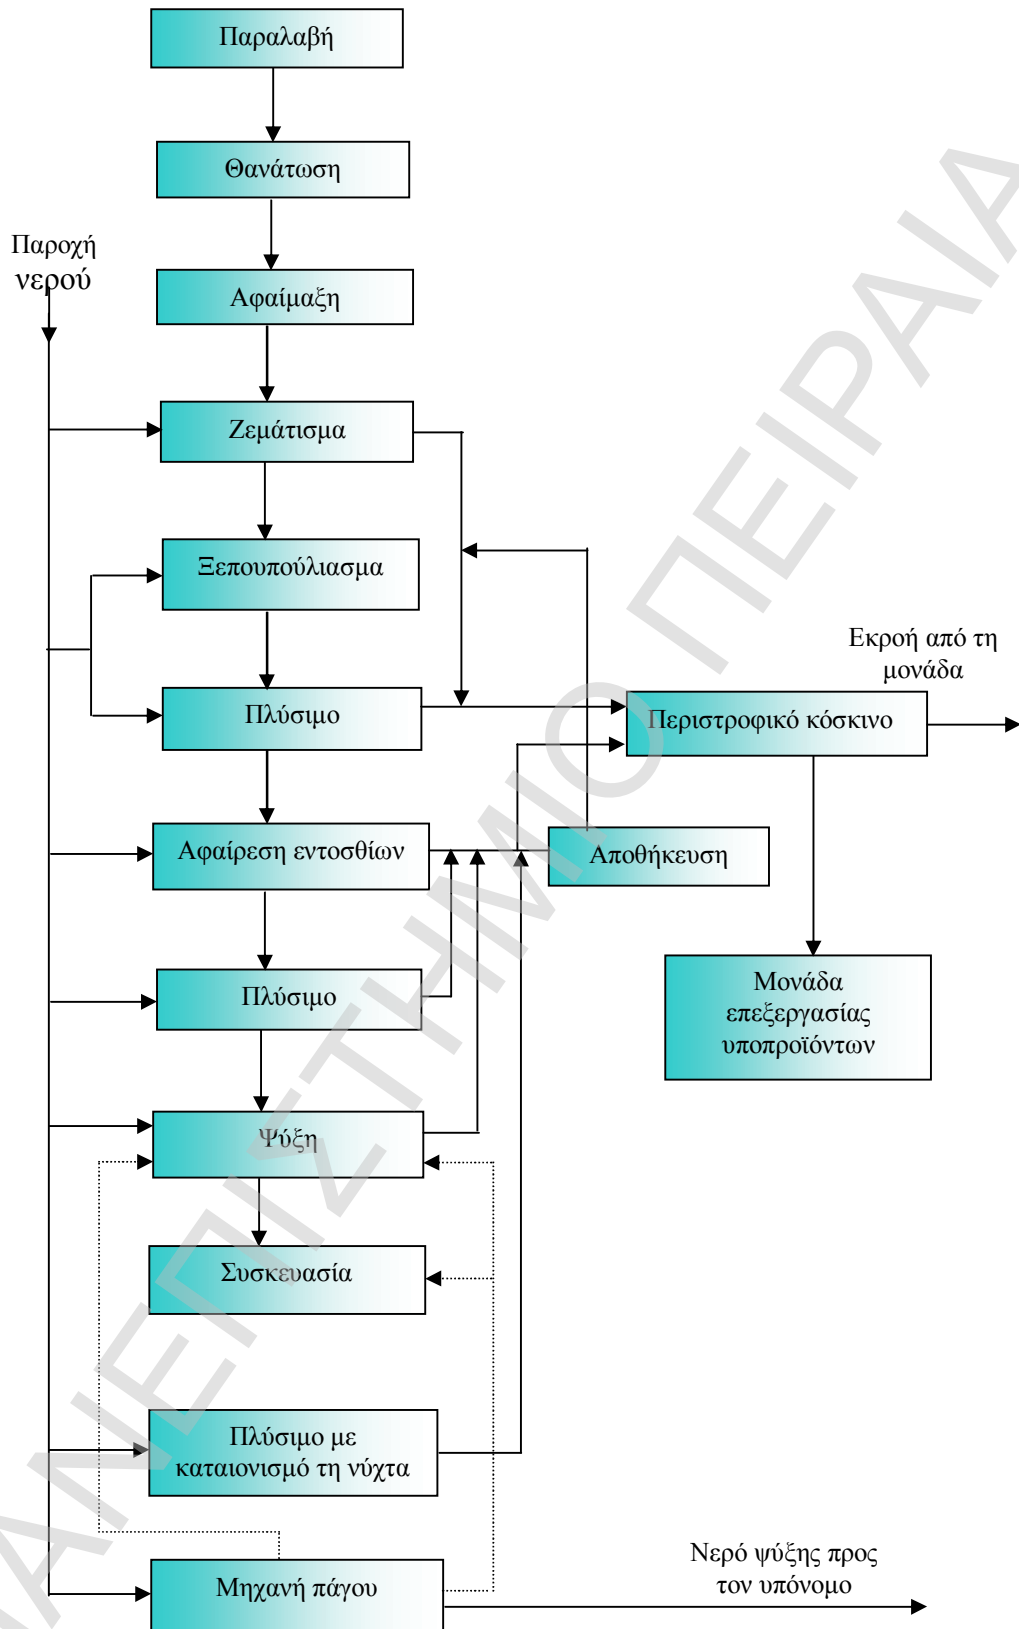 Παραλαβή
Θανάτωση
Παροχή
νερού
Αφαίμαξη
Ζεμάτισμα
Ξεπουπούλιασμα
Εκροή από τη
μονάδα
Πλύσιμο
Περιστροφικό κόσκινο
Αφαίρεση εντοσθίων
Αποθήκευση
Πλύσιμο
Μονάδα
επεξεργασίας
υποπροϊόντων
Ψύξη
Συσκευασία
Πλύσιμο με
καταιονισμό τη νύχτα
Μηχανή πάγου
Νερό ψύξης προς
τον υπόνομο
ΠΑΝΕΠΙΣΤΗΜΙΟ ΠΕΙΡΑΙΑ